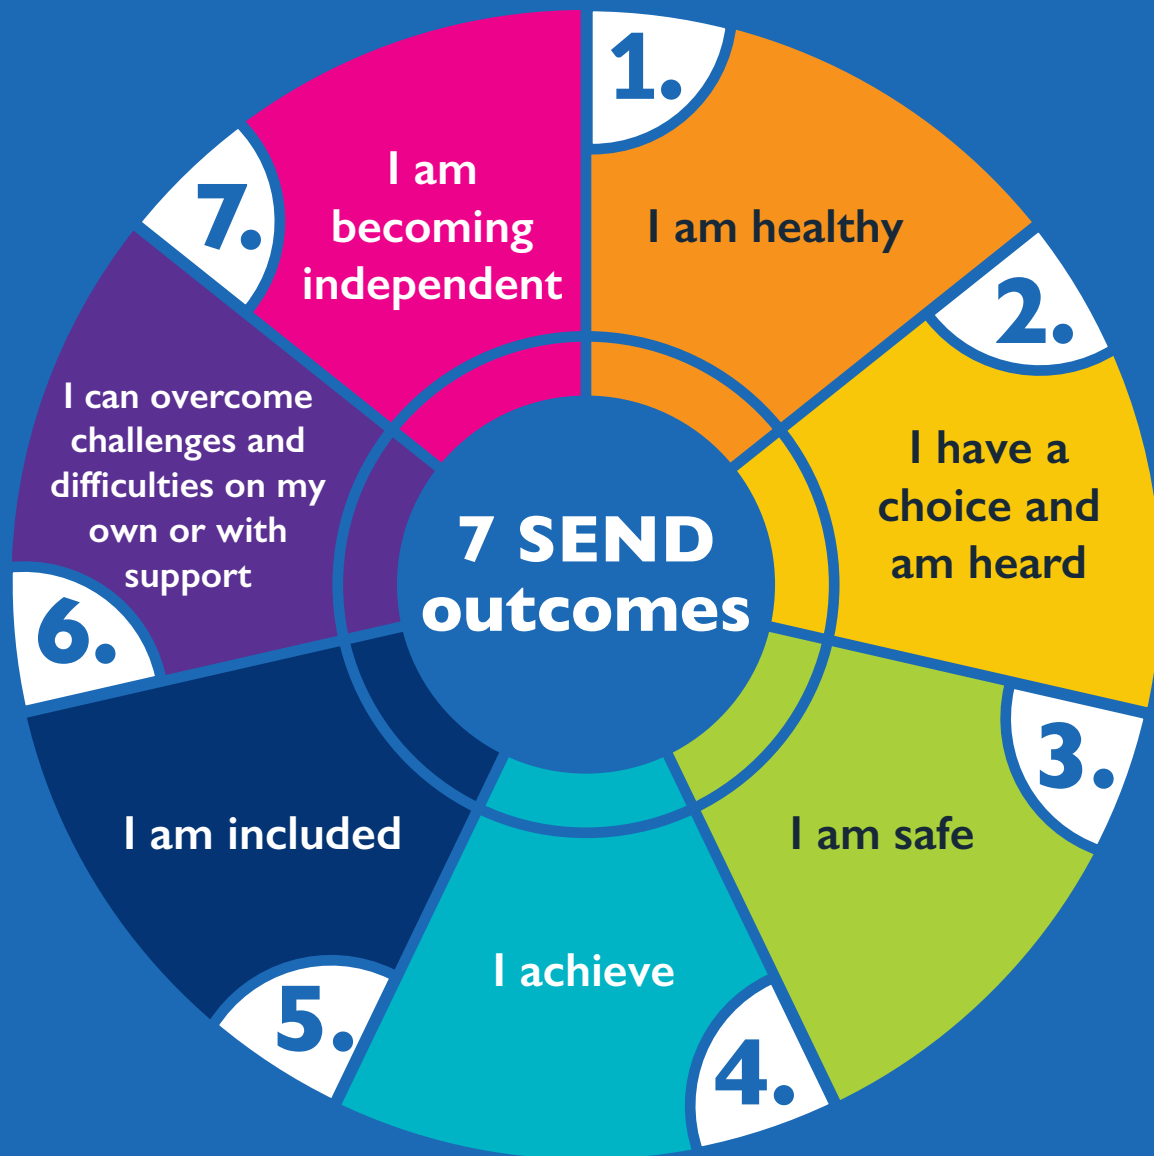 7 SEND
outcomes
1.
I am healthy
2.
I have a
choice and
am heard
3.
I am safe
4.
I achieve
5.
I am included
6.
I can overcome
challenges and
difficulties on my
own or with
support
7.
I am
becoming
independent